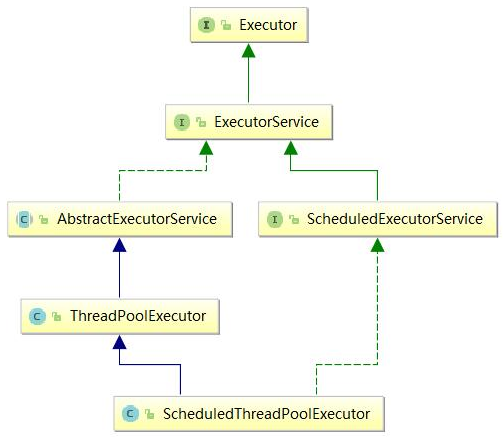 I Executor
I ExecutorService
C AbstractExecutorService
I ScheduledExecutorService
C ThreadPoolExecutor
C ScheduledThreadPoolExecutor